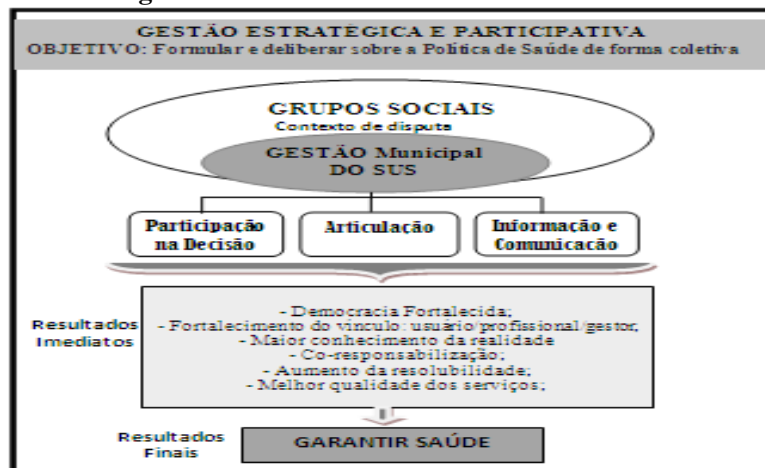 GESTÃO ESTRATÉGICA E PARTICIPATIVA
OBJETIVO: Formular e deliberar sobre a Política de Saúde de forma coletiva
GRUPOS SOCIAIS
Contexto de disputa
GESTÃO Municipal
DO SUS
Participação
na Decisão
Articulação
Informação e
Comunicação
Resultados
Imediatos
- Democracia Fortalecida;
- Fortalecimento do vinculo: usuário/profissional/gestor;
- Maior conhecimento da realidade
- Co-responsabilização;
- Aumento da resolubilidade;
- Melhor qualidade dos serviços;
Resultados
Finais
GARANTIR SAÚDE